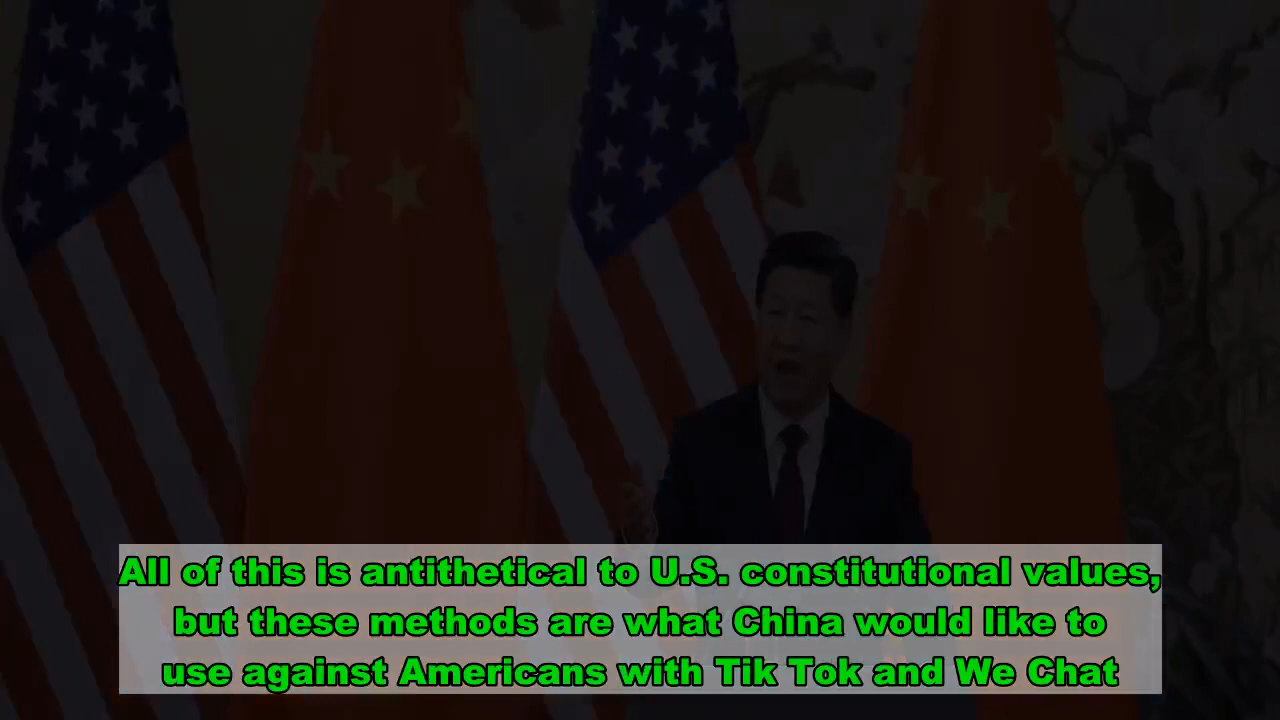 All of this is antithetical to U.S. constitutional values,
but these methods are what China would like to
use against Americans with Tik Tok and We Chat